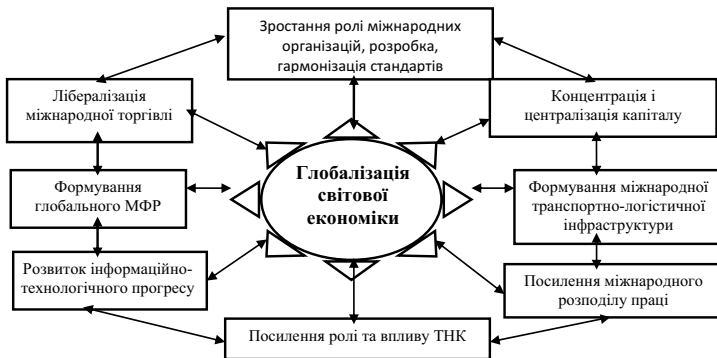 Зростання ролі міжнародних
організацій, розробка,
гармонізація стандартів
Лібералізація
міжнародної торгівлі
Концентрація і
централізація капіталу
Глобалізація
світової
економіки
Формування
глобального МФР
Формування міжнародної
транспортно-логістичної
інфраструктури
Розвиток інформаційно-
технологічного прогресу
Посилення міжнародного
розподілу праці
Посилення ролі та впливу ТНК